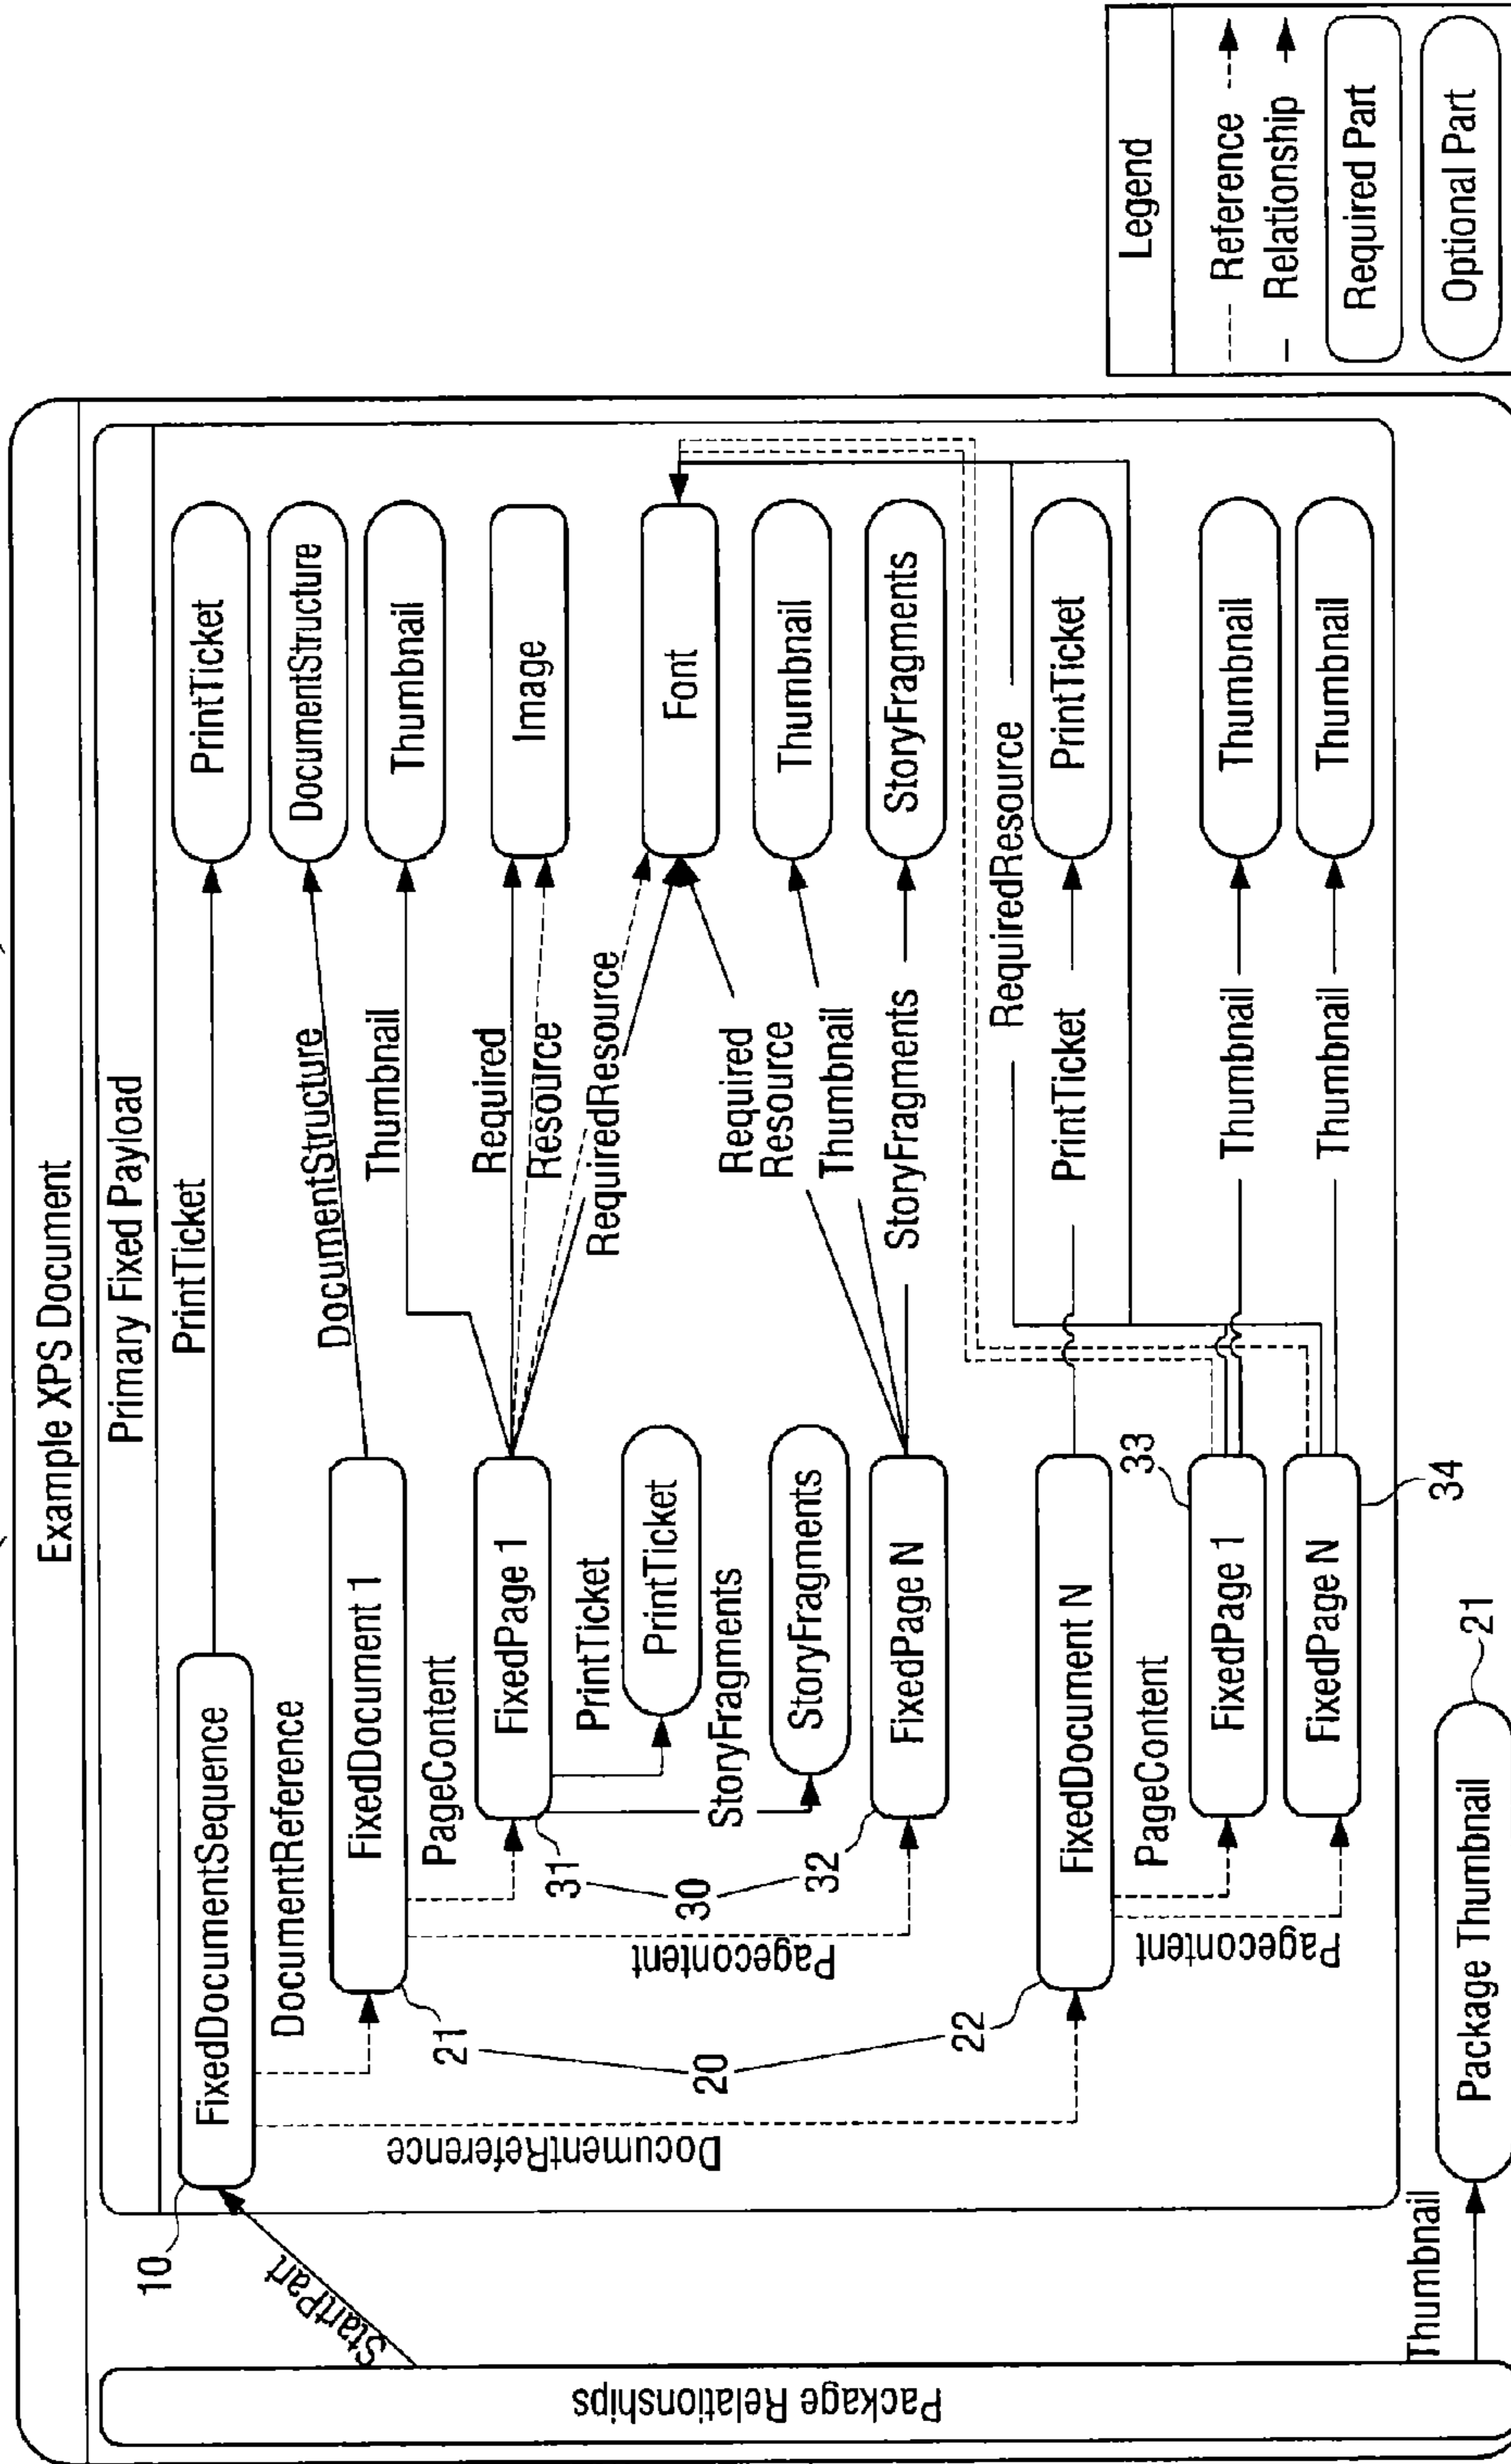 Example XPS Document
Primary Fixed Payload
Package Relationships
StartPart
10
FixedDocumentSequence
PrintTicket
PrintTicket
DocumentReference
DocumentReference
20
21
FixedDocument 1
DocumentStructure
DocumentStructure
PageContent
Pagecontent
30
31
FixedPage 1
Thumbnail
Thumbnail
Required
Resource
Image
RequiredResource
Font
PrintTicket
PrintTicket
StoryFragments
StoryFragments
32
FixedPage N
Required
Resource
Thumbnail
Thumbnail
StoryFragments
StoryFragments
RequiredResource
22
FixedDocument N
PrintTicket
PrintTicket
PageContent
Pagecontent
33
FixedPage 1
Thumbnail
Thumbnail
FixedPage N
34
Thumbnail
Thumbnail
Thumbnail
Package Thumbnail
21
Legend
Reference
Relationship
Required Part
Optional Part